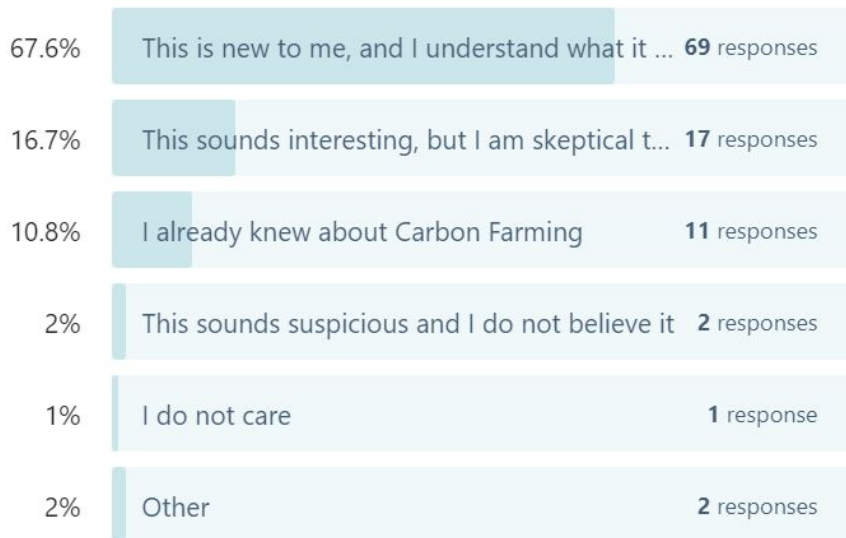 67.6% This is new to me, and I understand what it ... 69 responses
16.7% This sounds interesting, but I am skeptical t... 17 responses
10.8% I already knew about Carbon Farming 11 responses
2% This sounds suspicious and I do not believe it 2 responses
1% I do not care 1 response
2% Other 2 responses